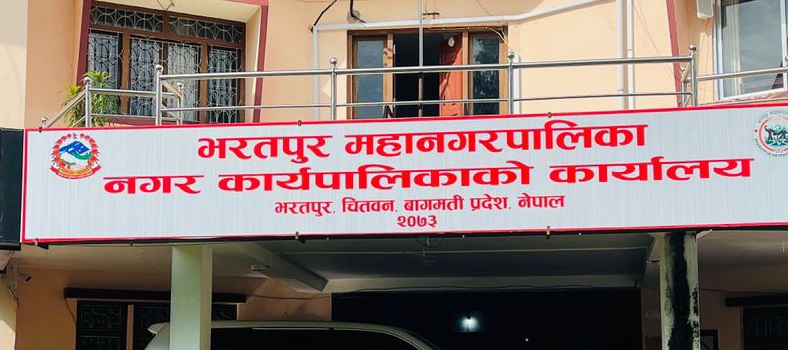 भरतपुर महानगरपालिका
नगर कार्यपालिकाको कार्यालय
भरतपुर, चितवन, बागमती प्रदेश, नेपाल
२०७३